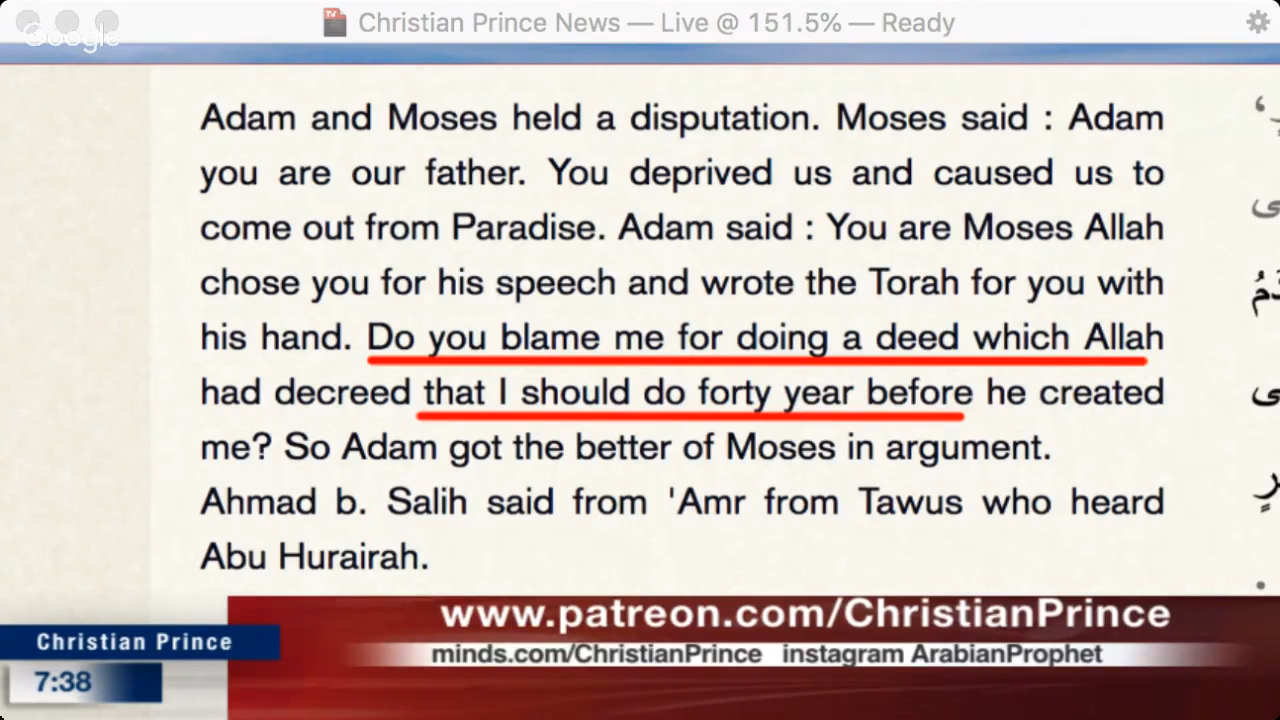 Christian Prince News — Live @ 151.5% — Ready
Google
Adam and Moses held a disputation. Moses said : Adam
you are our father. You deprived us and caused us to
come out from Paradise. Adam said : You are Moses Allah
chose you for his speech and wrote the Torah for you with
his hand. Do you blame me for doing a deed which Allah
had decreed that I should do forty year before he created
me? So Adam got the better of Moses in argument.
Ahmad b. Salih said from 'Amr from Tawus who heard
Abu Hurairah.
www.patreon.com/ChristianPrince
Christian Prince
minds.com/ChristianPrince instagram ArabianProphet
7:38